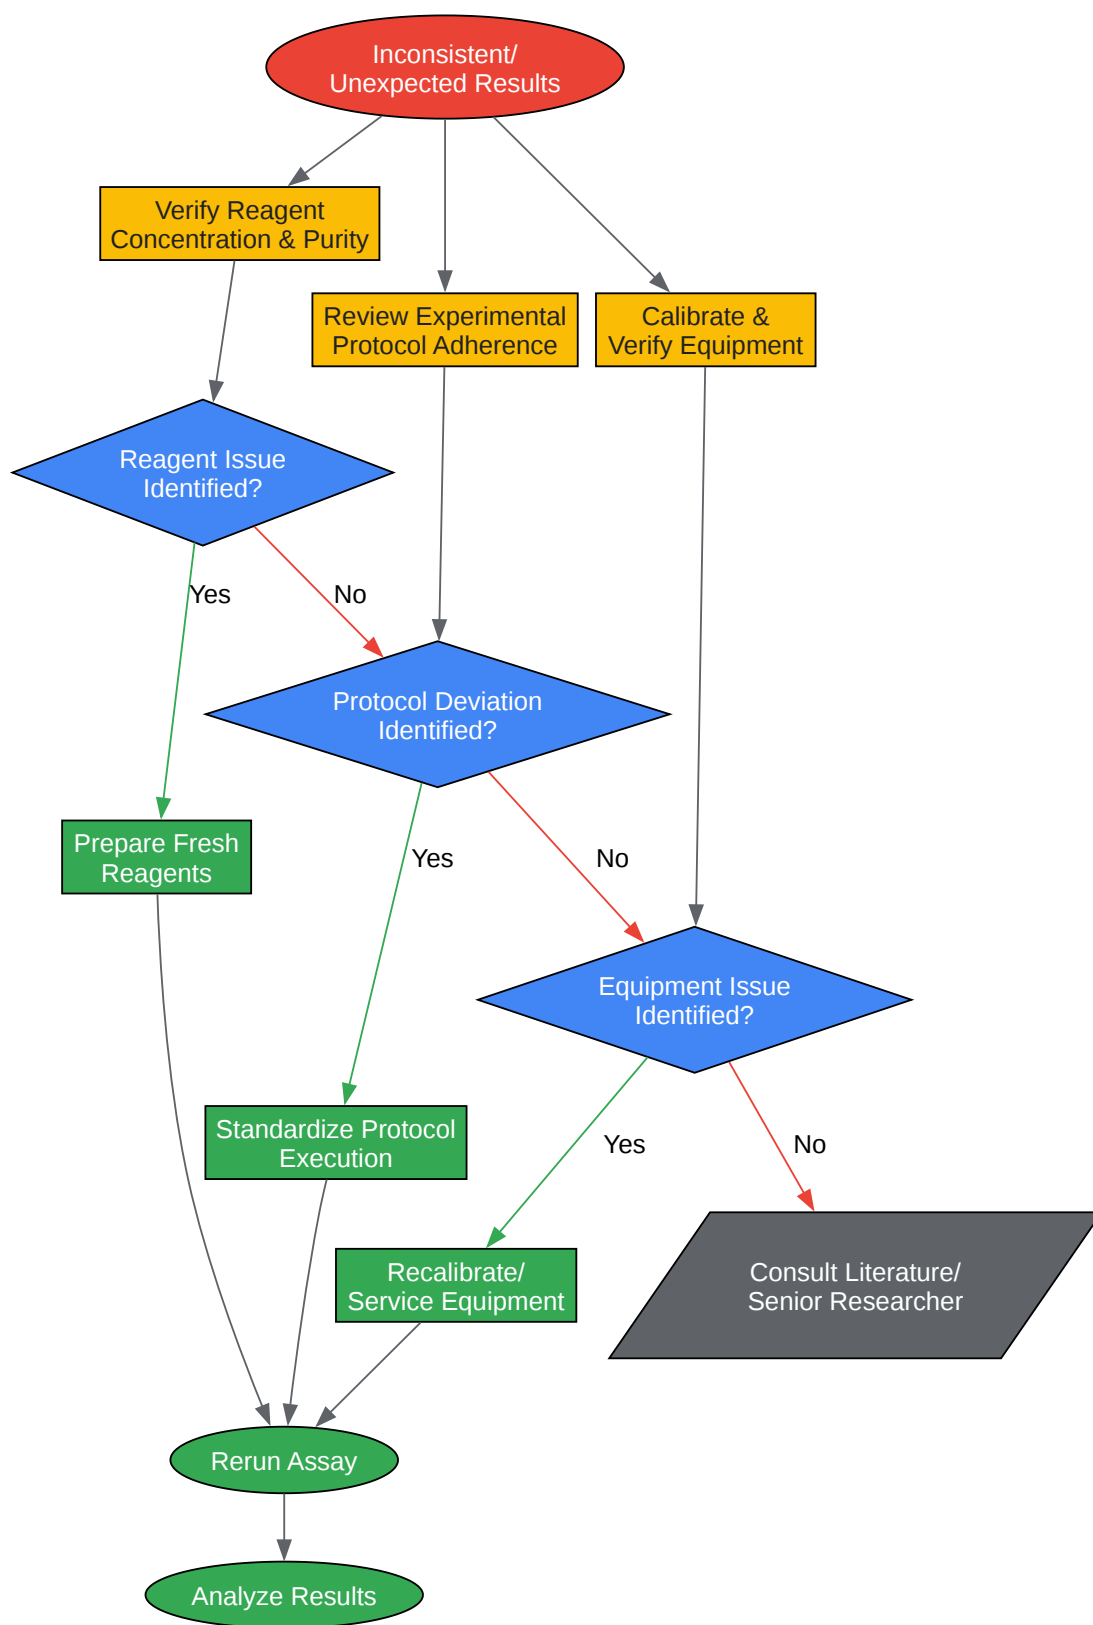 Inconsistent/
Unexpected Results
Verify Reagent
Concentration & Purity
Review Experimental
Protocol Adherence
Calibrate &
Verify Equipment
Reagent Issue
Identified?
Yes
No
Protocol Deviation
Identified?
Prepare Fresh
Reagents
Yes
No
Equipment Issue
Identified?
Standardize Protocol
Execution
Yes
No
Recalibrate/
Service Equipment
Consult Literature/
Senior Researcher
Rerun Assay
Analyze Results